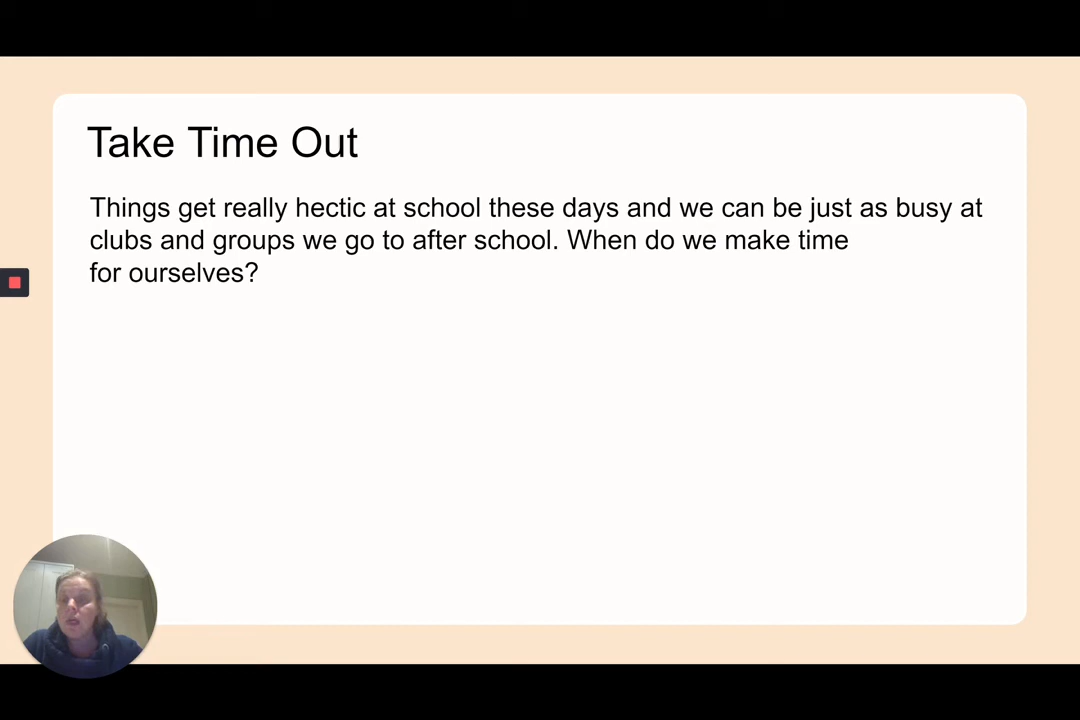 Take Time Out
Things get really hectic at school these days and we can be just as busy at
clubs and groups we go to after school. When do we make time
for ourselves?